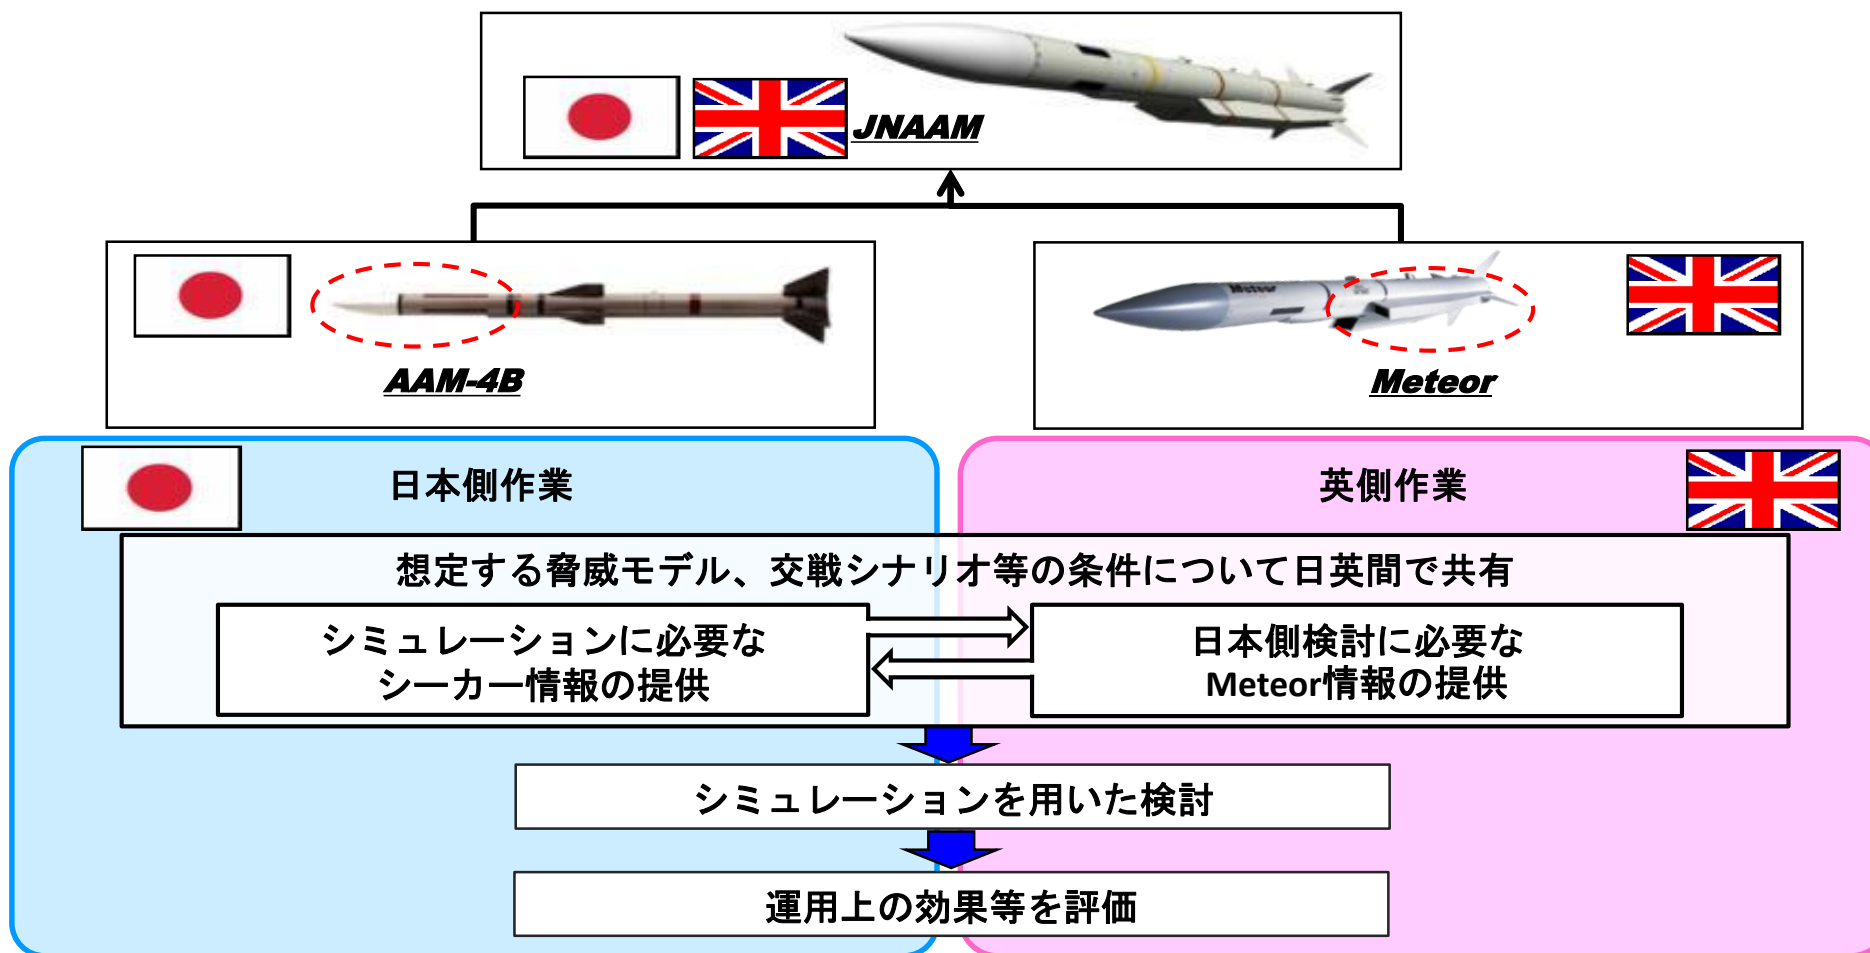 JNAAM
AAM-4B
Meteor
Meteor
日本側作業
英側作業
想定する脅威モデル、交戦シナリオ等の条件について日英間で共有
シミュレーションに必要な
シーカー情報の提供
日本側検討に必要な
Meteor情報の提供
シミュレーションを用いた検討
運用上の効果等を評価